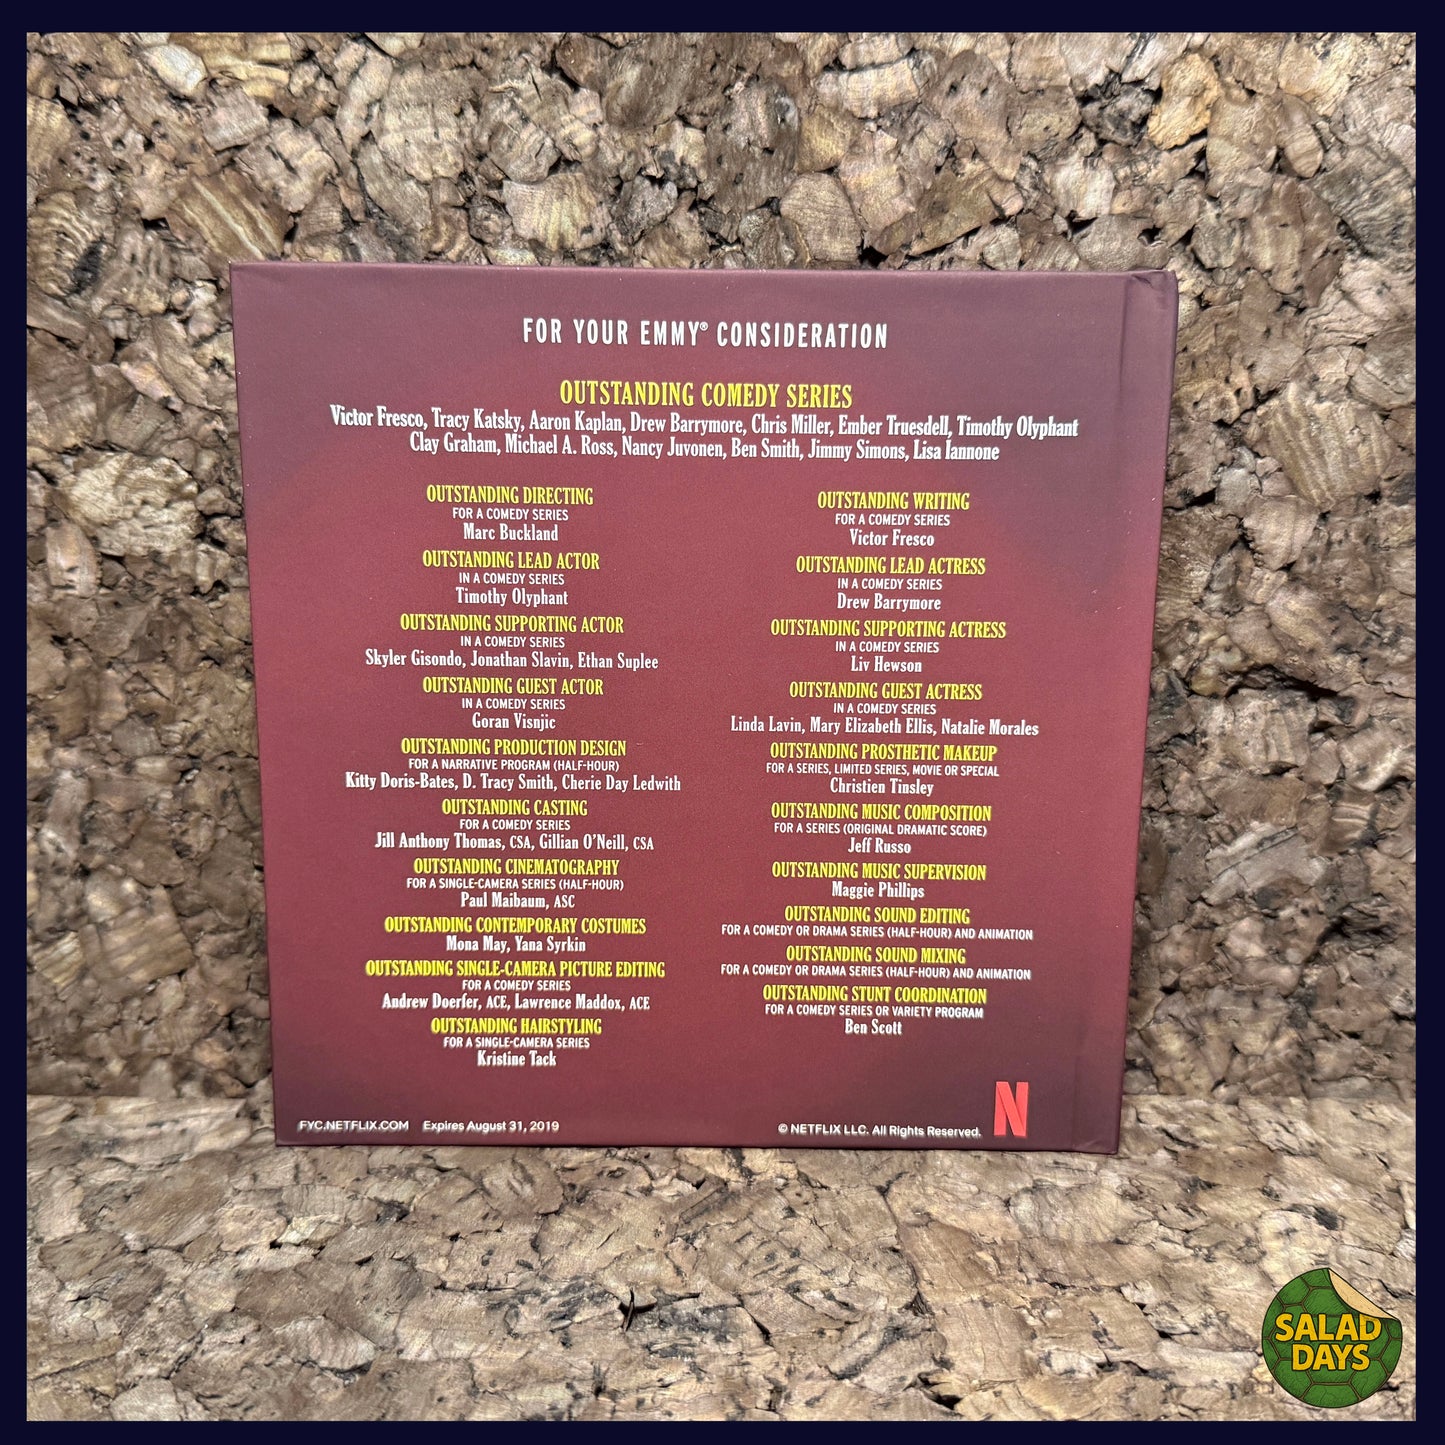 FOR YOUR EMMY® CONSIDERATION
OUTSTANDING COMEDY SERIES
Victor Fresco, Tracy Katsky, Aaron Kaplan, Drew Barrymore, Chris Miller, Ember Truesdell, Timothy Olyphant
Clay Graham, Michael A. Ross, Nancy Juvonen, Ben Smith, Jimmy Simons, Lisa Iannone
OUTSTANDING DIRECTING
FOR A COMEDY SERIES
Marc Buckland
OUTSTANDING LEAD ACTOR
IN A COMEDY SERIES
Timothy Olyphant
OUTSTANDING SUPPORTING ACTOR
IN A COMEDY SERIES
Skyler Gisondo, Jonathan Slavin, Ethan Suplee
OUTSTANDING GUEST ACTOR
IN A COMEDY SERIES
Goran Visnjic
OUTSTANDING PRODUCTION DESIGN
FOR A NARRATIVE PROGRAM (HALF-HOUR)
Kitty Doris-Bates, D. Tracy Smith, Cherie Day Ledwith
OUTSTANDING CASTING
FOR A COMEDY SERIES
Jill Anthony Thomas, CSA, Gillian O'Neill, CSA
OUTSTANDING CINEMATOGRAPHY
FOR A SINGLE-CAMERA SERIES (HALF-HOUR)
Paul Maibaum, ASC
OUTSTANDING CONTEMPORARY COSTUMES
Mona May, Yana Syrkin
OUTSTANDING SINGLE-CAMERA PICTURE EDITING
FOR A COMEDY SERIES
Andrew Doerfer, ACE, Lawrence Maddox, ACE
OUTSTANDING HAIRSTYLING
FOR A SINGLE-CAMERA SERIES
Kristine Tack
OUTSTANDING WRITING
FOR A COMEDY SERIES
Victor Fresco
OUTSTANDING LEAD ACTRESS
IN A COMEDY SERIES
Drew Barrymore
OUTSTANDING SUPPORTING ACTRESS
IN A COMEDY SERIES
Liv Hewson
OUTSTANDING GUEST ACTRESS
IN A COMEDY SERIES
Linda Lavin, Mary Elizabeth Ellis, Natalie Morales
OUTSTANDING PROSTHETIC MAKEUP
FOR A SERIES, LIMITED SERIES, MOVIE OR SPECIAL
Christien Tinsley
OUTSTANDING MUSIC COMPOSITION
FOR A SERIES (ORIGINAL DRAMATIC SCORE)
Jeff Russo
OUTSTANDING MUSIC SUPERVISION
Maggie Phillips
OUTSTANDING SOUND EDITING
FOR A COMEDY OR DRAMA SERIES (HALF-HOUR) AND ANIMATION
OUTSTANDING SOUND MIXING
FOR A COMEDY OR DRAMA SERIES (HALF-HOUR) AND ANIMATION
OUTSTANDING STUNT COORDINATION
FOR A COMEDY SERIES OR VARIETY PROGRAM
Ben Scott
FYC.NETFLIX.COM Expires August 31, 2019
© NETFLIX LLC. All Rights Reserved.
N
SALAD
DAYS